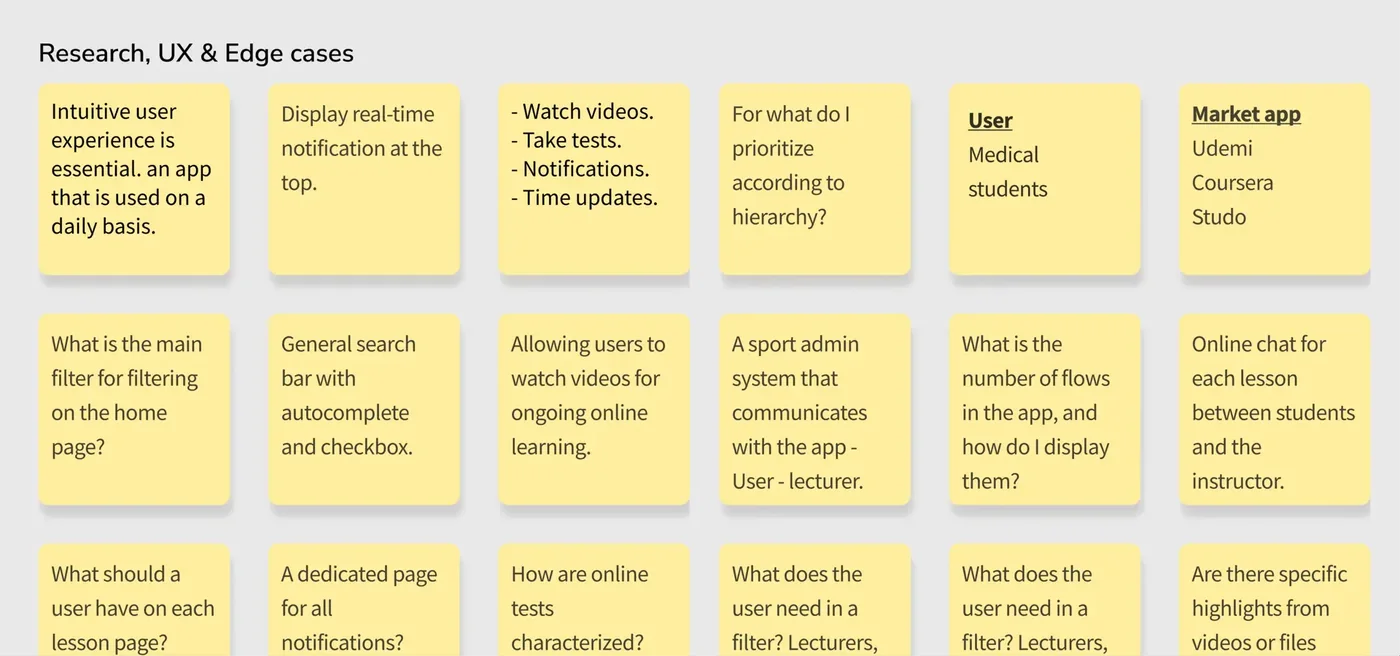 Research, UX & Edge cases
Intuitive user
experience is
essential. an app
that is used on a
daily basis.
Display real-time
notification at the
top.
- Watch videos.
- Take tests.
- Notifications.
- Time updates.
For what do I
prioritize
according to
hierarchy?
User
Medical
students
Market app
Udemi
Coursera
Studo
What is the main
filter for filtering
on the home
page?
General search
bar with
autocomplete
and checkbox.
Allowing users to
watch videos for
ongoing online
learning.
A sport admin
system that
communicates
with the app -
User - lecturer.
What is the
number of flows
in the app, and
how do I display
them?
Online chat for
each lesson
between students
and the
instructor.
What should a
user have on each
lesson page?
A dedicated page
for all
notifications?
How are online
tests
characterized?
What does the
user need in a
filter? Lecturers,
What does the
user need in a
filter? Lecturers,
Are there specific
highlights from
videos or files